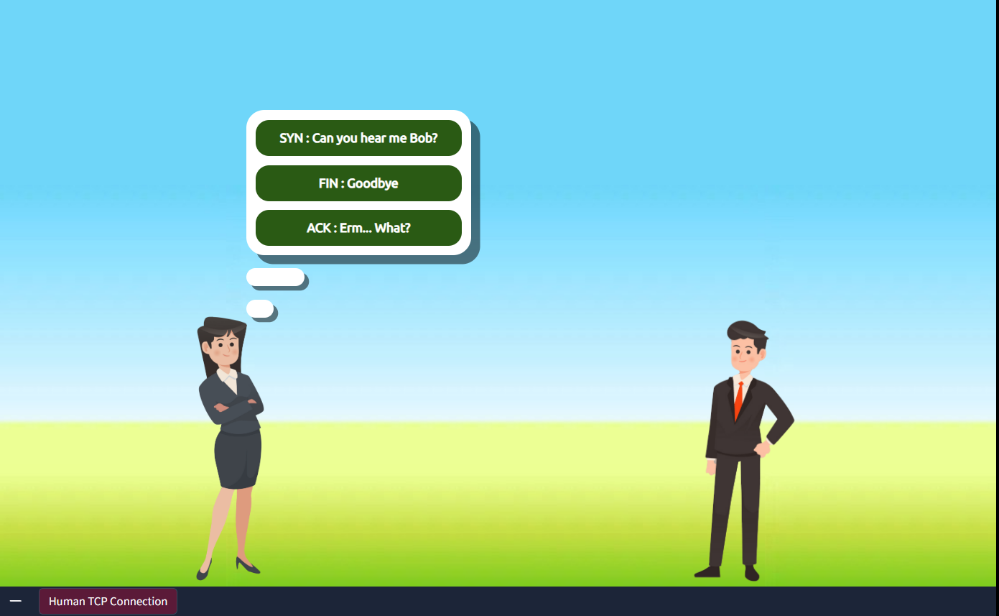 SYN : Can you hear me Bob?
FIN : Goodbye
ACK : Erm... What?
Human TCP Connection